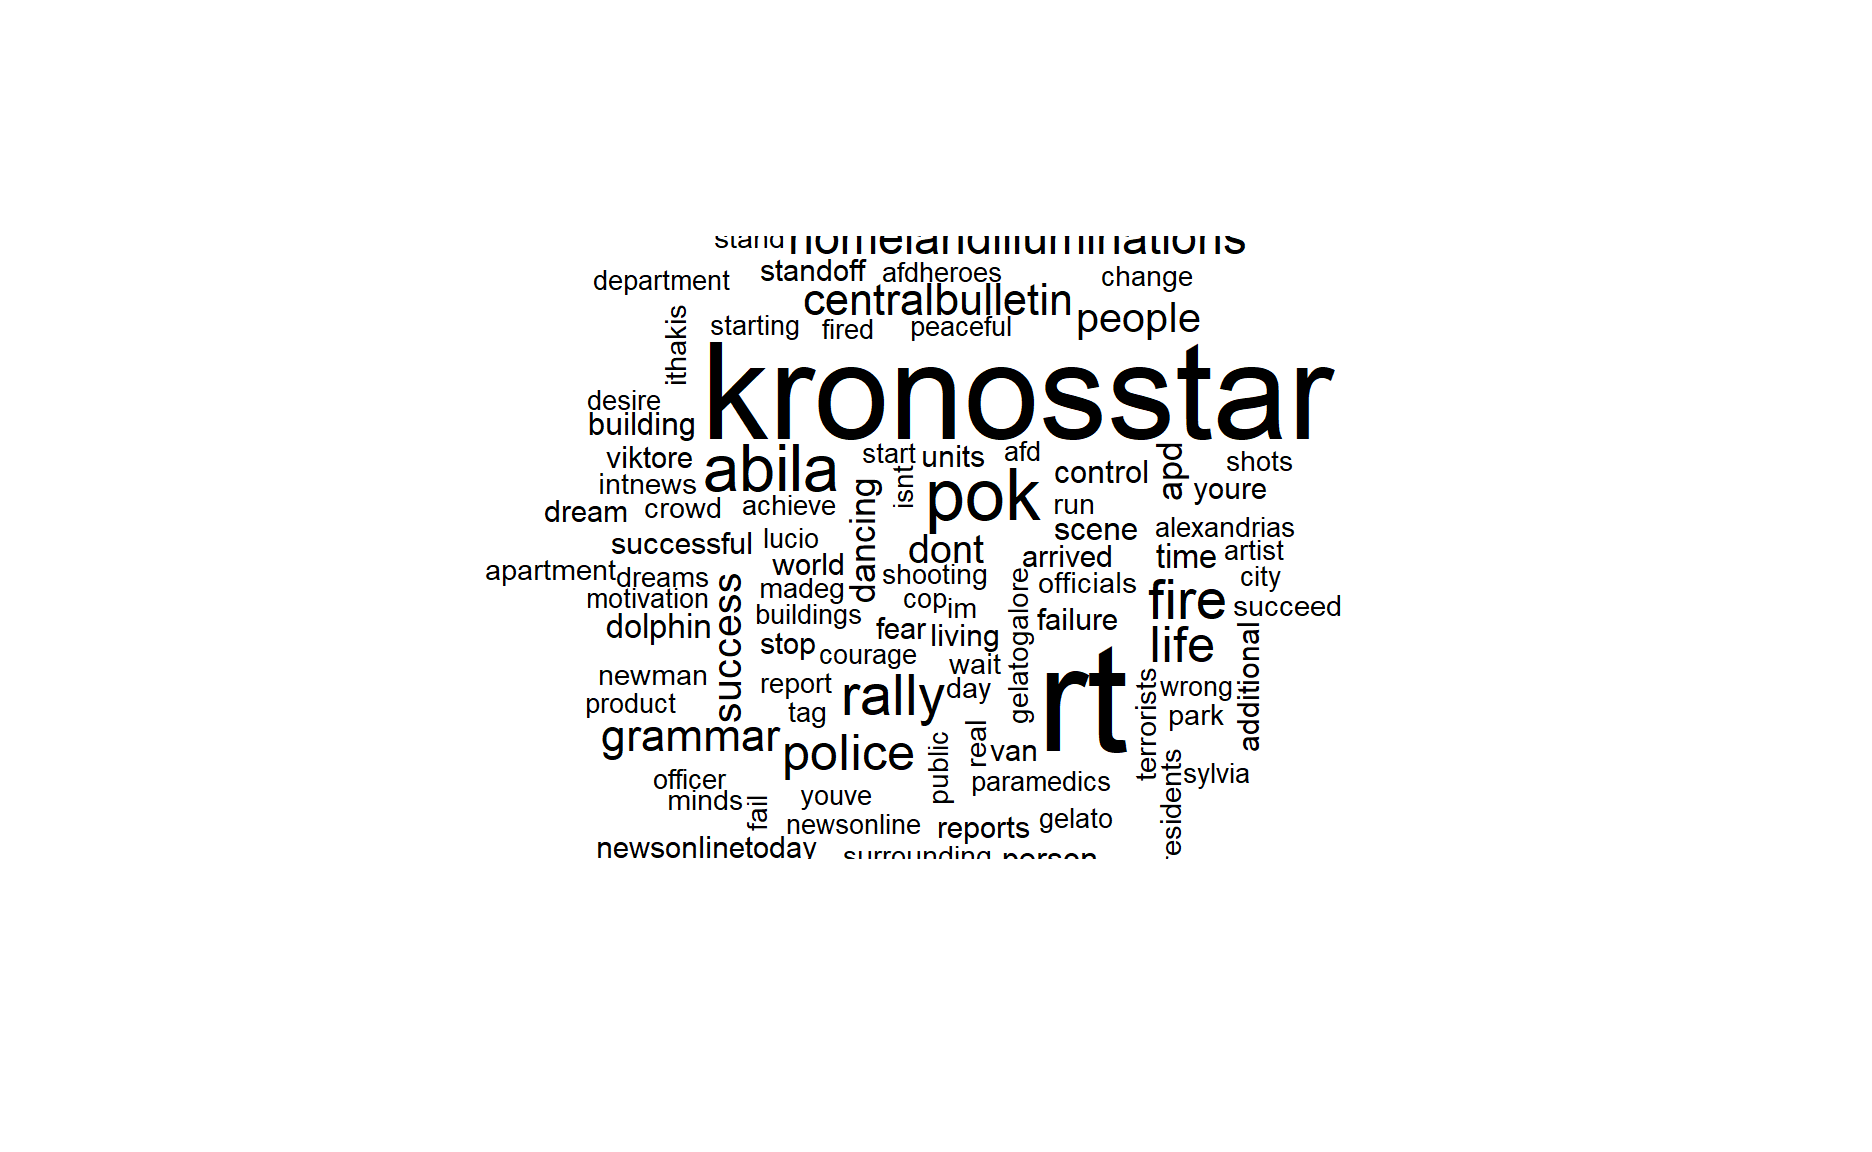 stand homelandilluminations
department standoff afdheroes change
centralbulletin people
ithakis starting fired peaceful
kronosstar
desire
building
viktore abila start units afd control apd shots
intnews pok youre
dream crowd achieve dancing isnt run
successful lucio dont scene alexandrias
world arrived time artist
apartment dreams madeg shooting officials city
motivation buildings cop im fire succeed
dolphin success stop fear living gelatogalore failure life additional
courage wait
newman report rally day rt terrorists wrong
product tag park
grammar police public real van
officer paramedics residents sylvia
minds fail youve
newsonline reports gelato
newsonlinetoday surrounding person